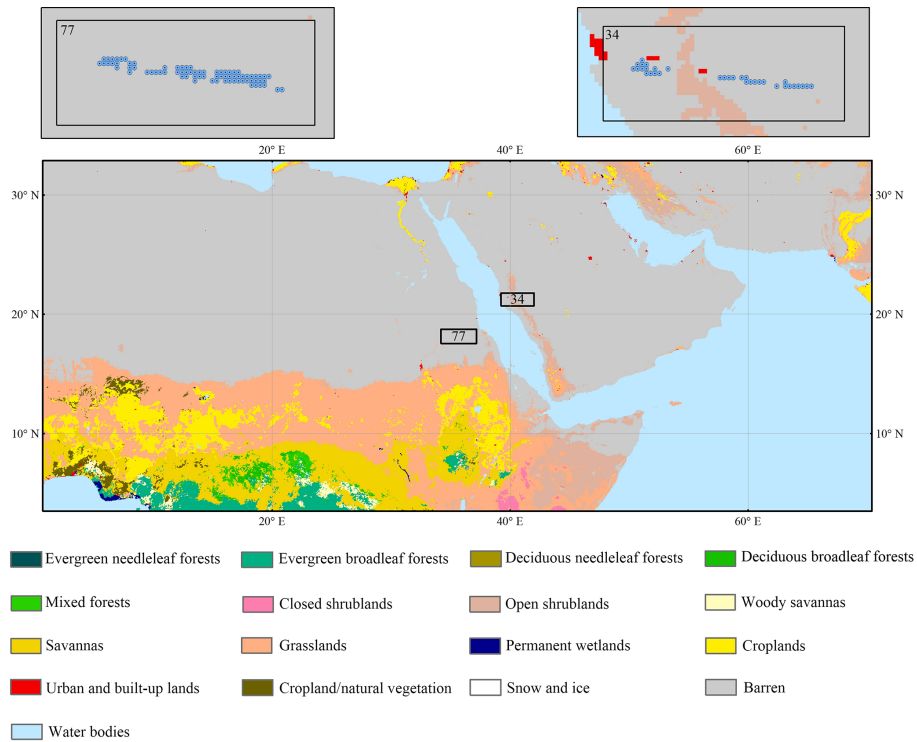 77
34
20° E
40° E
60° E
30° N
30° N
34
20° N
20° N
77
10° N
10° N
20° E
40° E
60° E
Evergreen needleleaf forests
Evergreen broadleaf forests
Deciduous needleleaf forests
Deciduous broadleaf forests
Mixed forests
Closed shrublands
Open shrublands
Woody savannas
Savannas
Grasslands
Permanent wetlands
Croplands
Urban and built-up lands
Cropland/natural vegetation
Snow and ice
Barren
Water bodies